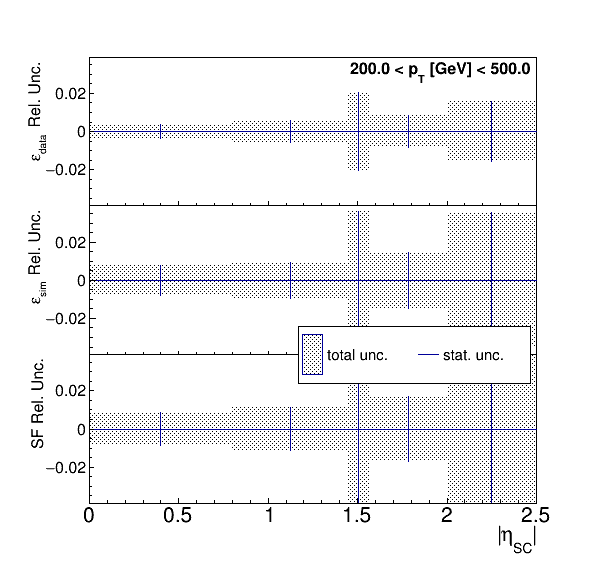 200.0 < p_T [GeV] < 500.0
ε_data Rel. Unc.
0.02
0
−0.02
ε_sim Rel. Unc.
0.02
0
−0.02
total unc.
stat. unc.
SF Rel. Unc.
0.02
0
−0.02
0 0.5 1 1.5 2 2.5
|η_SC|